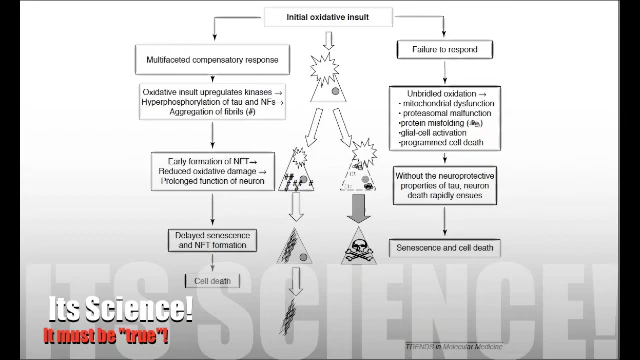 Initial oxidative insult
Multifaceted compensatory response
Oxidative insult upregulates kinases →
Hyperphosphorylation of tau and NFs→
Aggregation of fibrils (#)
Early formation of NFT→
Reduced oxidative damage →
Prolonged function of neuron
Delayed senescence
and NFT formation
Cell death
Failure to respond
Unbridled oxidation →
• mitochondrial dysfunction
• proteasomal malfunction
•protein misfolding (
)
•glial-cell activation
•programmed cell death
Without the neuroprotective
properties of tau, neuron
death rapidly ensues
Senescence and cell death
ITS SCIENCE!
Its Science!
It must be "true"!
TRENDS in Molecular Medicine